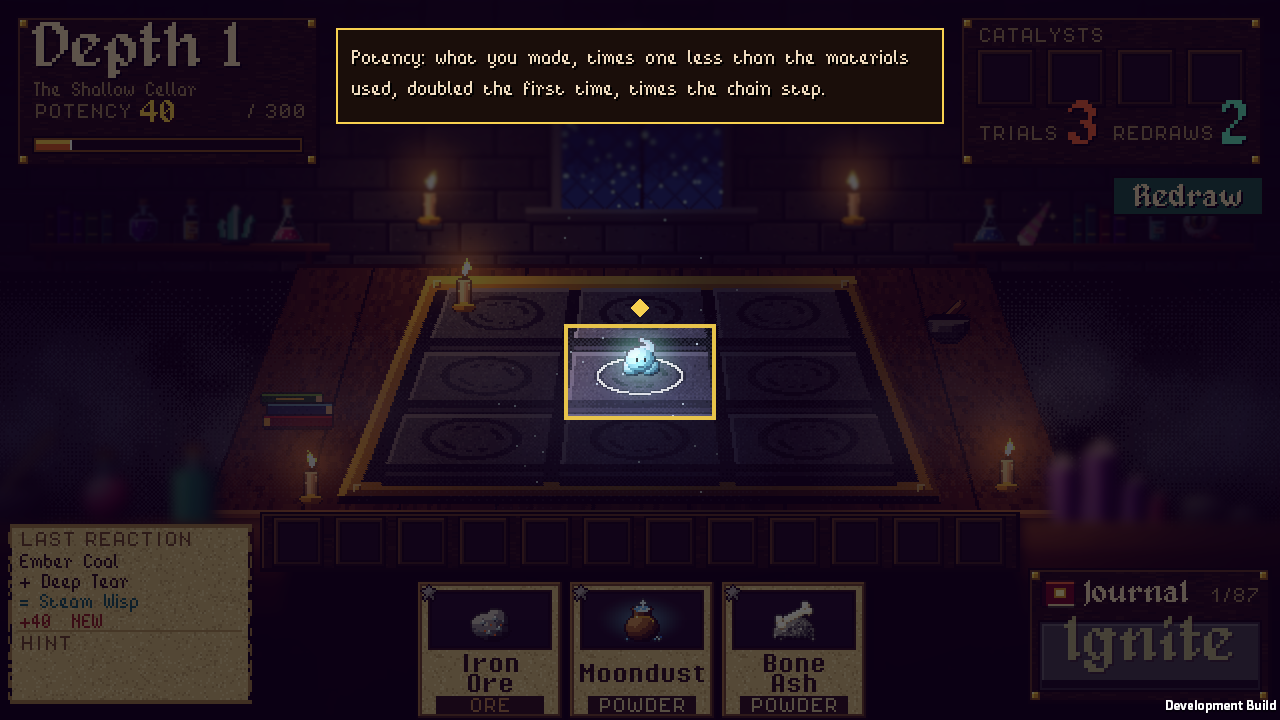 Depth 1
The Shallow Cellar
POTENCY 40 / 300
Potency: what you made, times one less than the materials
used, doubled the first time, times the chain step.
CATALYSTS
TRIALS 3 REDRAWS 2
Redraw
LAST REACTION
Ember Coal
+ Deep Tear
= Steam Wisp
+40 NEW
HINT
Iron
Ore
ORE
Moondust
POWDER
Bone
Ash
POWDER
Journal 1/87
Ignite
Development Build